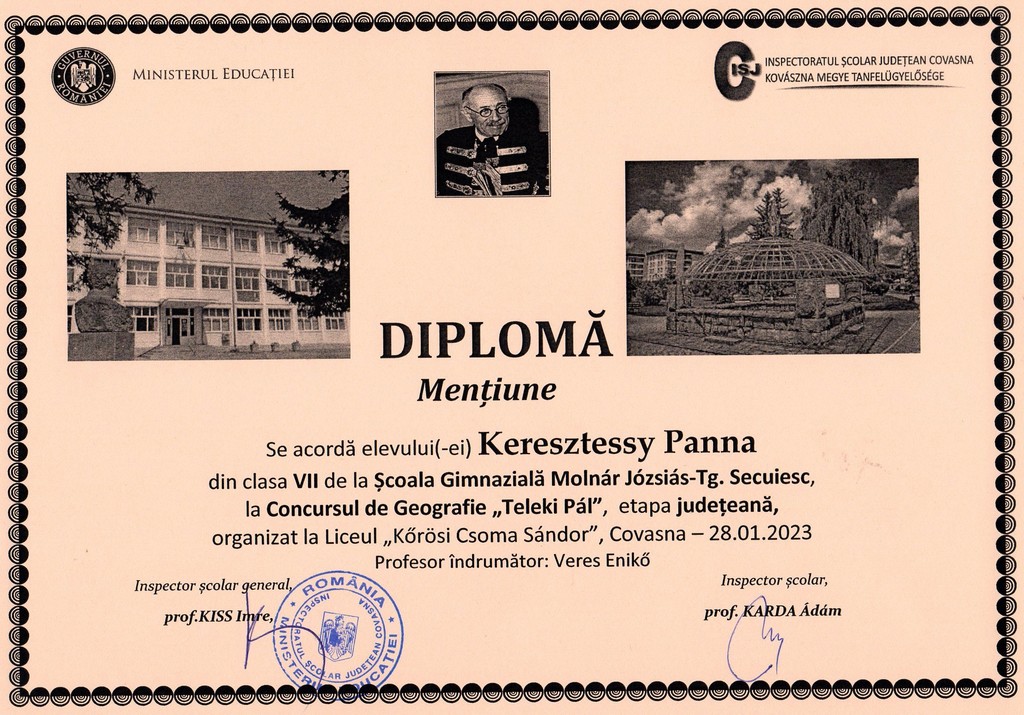 GUVERNUL ROMÂNIEI
MINISTERUL EDUCAȚIEI
CISJ
INSPECTORATUL ȘCOLAR JUDEȚEAN COVASNA
KOVÁSZNA MEGYE TANFELÜGYELŐSÉGE
DIPLOMĂ
Mențiune
Se acordă elevului(-ei) Keresztessy Panna
din clasa VII de la Școala Gimnazială Molnár Józsiás-Tg. Secuiesc,
la Concursul de Geografie „Teleki Pál”, etapa județeană,
organizat la Liceul „Kőrösi Csoma Sándor”, Covasna – 28.01.2023
Profesor îndrumător: Veres Enikő
Inspector școlar general,
prof.KISS Imre,
Inspector școlar,
prof. KARDA Ádám
ROMÂNIA
MINISTERUL EDUCAȚIEI
INSPECTORATUL ȘCOLAR JUDEȚEAN COVASNA